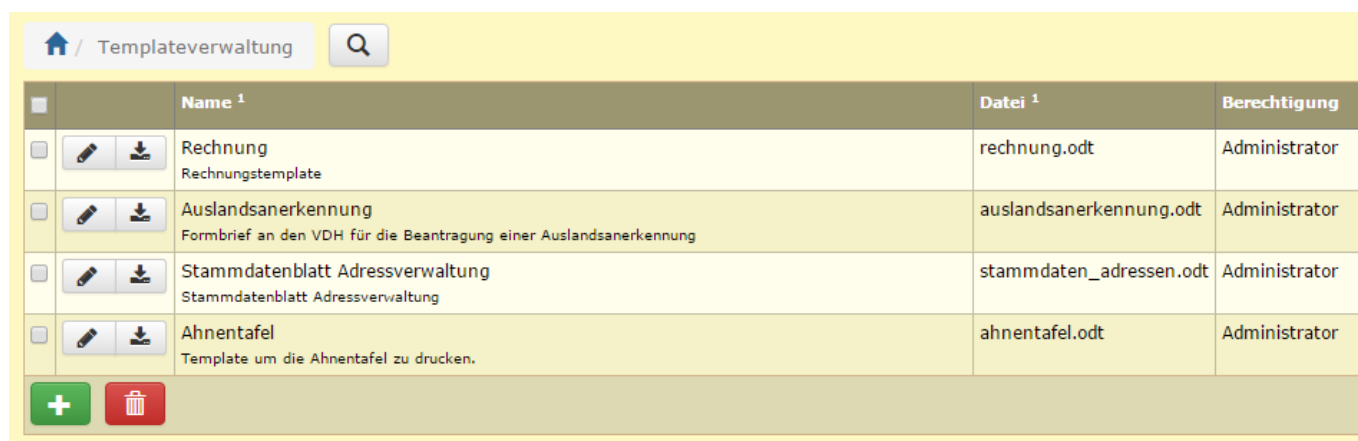 / Templateverwaltung
Name ¹ Datei ¹ Berechtigung
Rechnung rechnung.odt Administrator
Rechnungstemplate
Auslandsanerkennung auslandsanerkennung.odt Administrator
Formbrief an den VDH für die Beantragung einer Auslandsanerkennung
Stammdatenblatt Adressverwaltung stammdaten_adressen.odt Administrator
Stammdatenblatt Adressverwaltung
Ahnentafel ahnentafel.odt Administrator
Template um die Ahnentafel zu drucken.